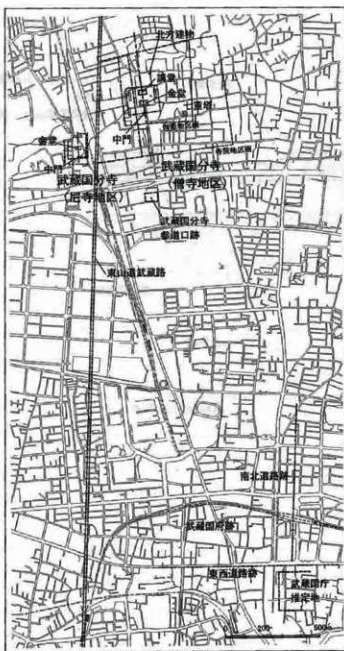 北方建物
講堂
金堂
七重塔
金堂
中門
中門
武蔵国分寺
(尼寺地区)
武蔵国分寺
(僧寺地区)
武蔵国分寺
参道口跡
東山道武蔵路
南北道路跡
武蔵国府跡
東西道路跡
武蔵国庁
推定地
200
500m